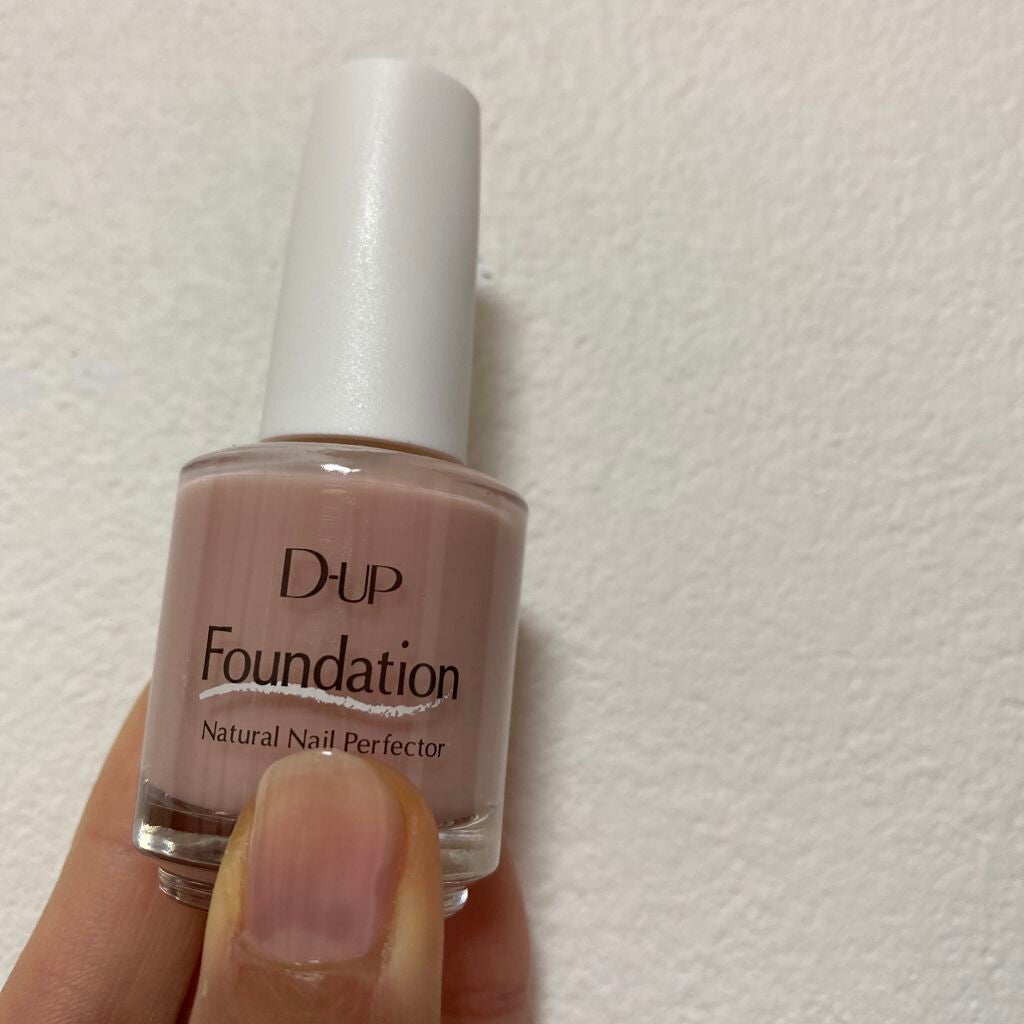 D-UP
Foundation
Natural Nail Perfector